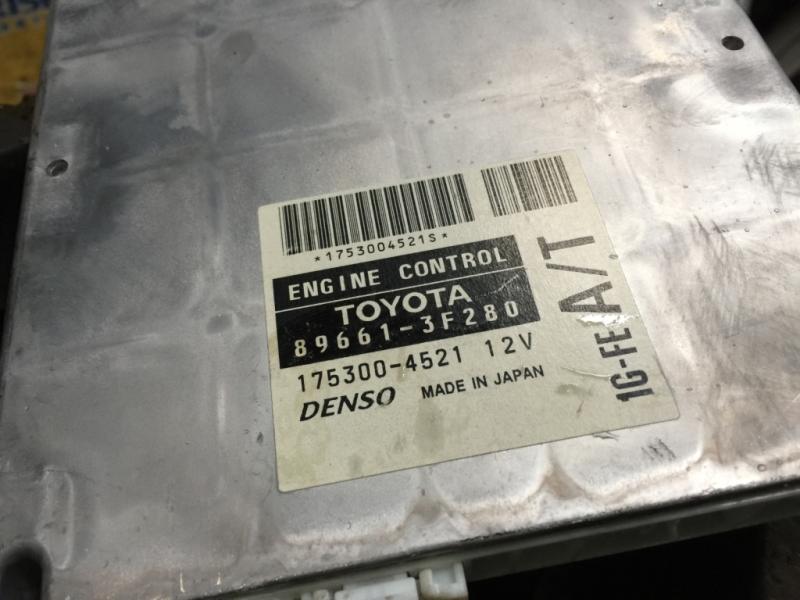 *1753004521S*
ENGINE CONTROL
TOYOTA
89661-3F280
175300-4521 12V
DENSO MADE IN JAPAN
1G-FE A/T